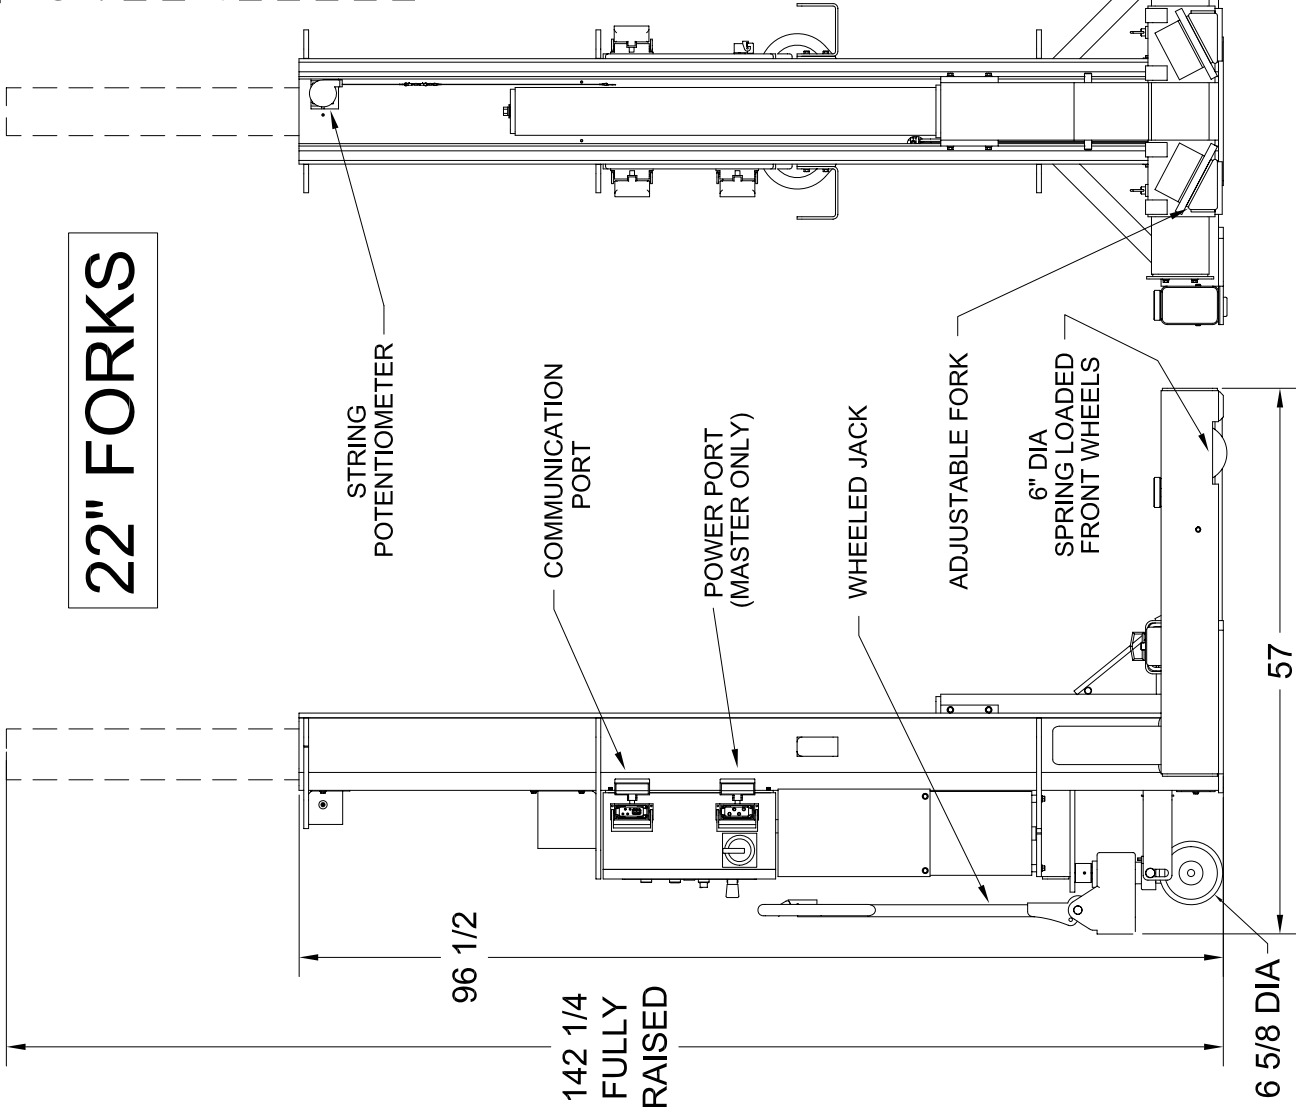 22" FORKS
STRING
POTENTIOMETER
COMMUNICATION
PORT
POWER PORT
(MASTER ONLY)
WHEELED JACK
ADJUSTABLE FORK
6" DIA
SPRING LOADED
FRONT WHEELS
96 1/2
142 1/4
FULLY
RAISED
57
6 5/8 DIA